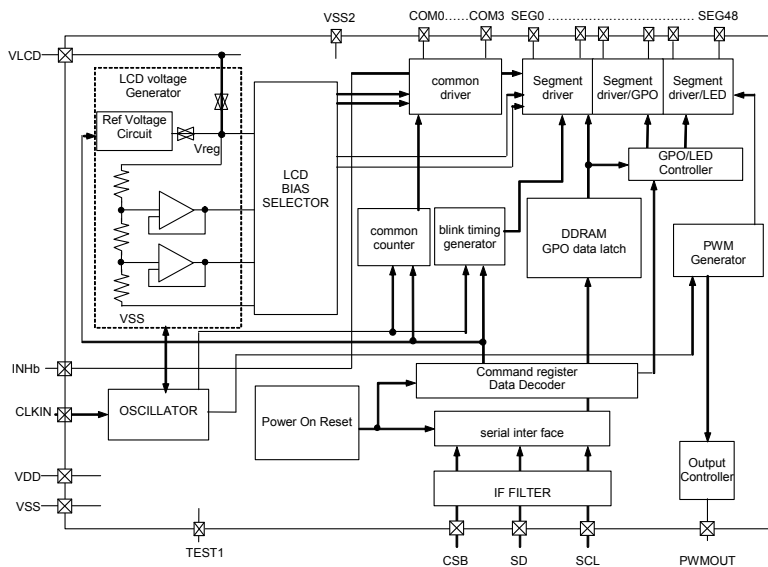 VSS2
COM0......COM3
SEG0 ............................ SEG48
VLCD
LCD voltage
Generator
Ref Voltage
Circuit
Vreg
VSS
LCD
BIAS
SELECTOR
common
driver
Segment
driver
Segment
driver/GPO
Segment
driver/LED
GPO/LED
Controller
common
counter
blink timing
generator
DDRAM
GPO data latch
PWM
Generator
INHb
CLKIN
OSCILLATOR
Power On Reset
Command register
Data Decoder
serial inter face
IF FILTER
Output
Controller
VDD
VSS
TEST1
CSB
SD
SCL
PWMOUT